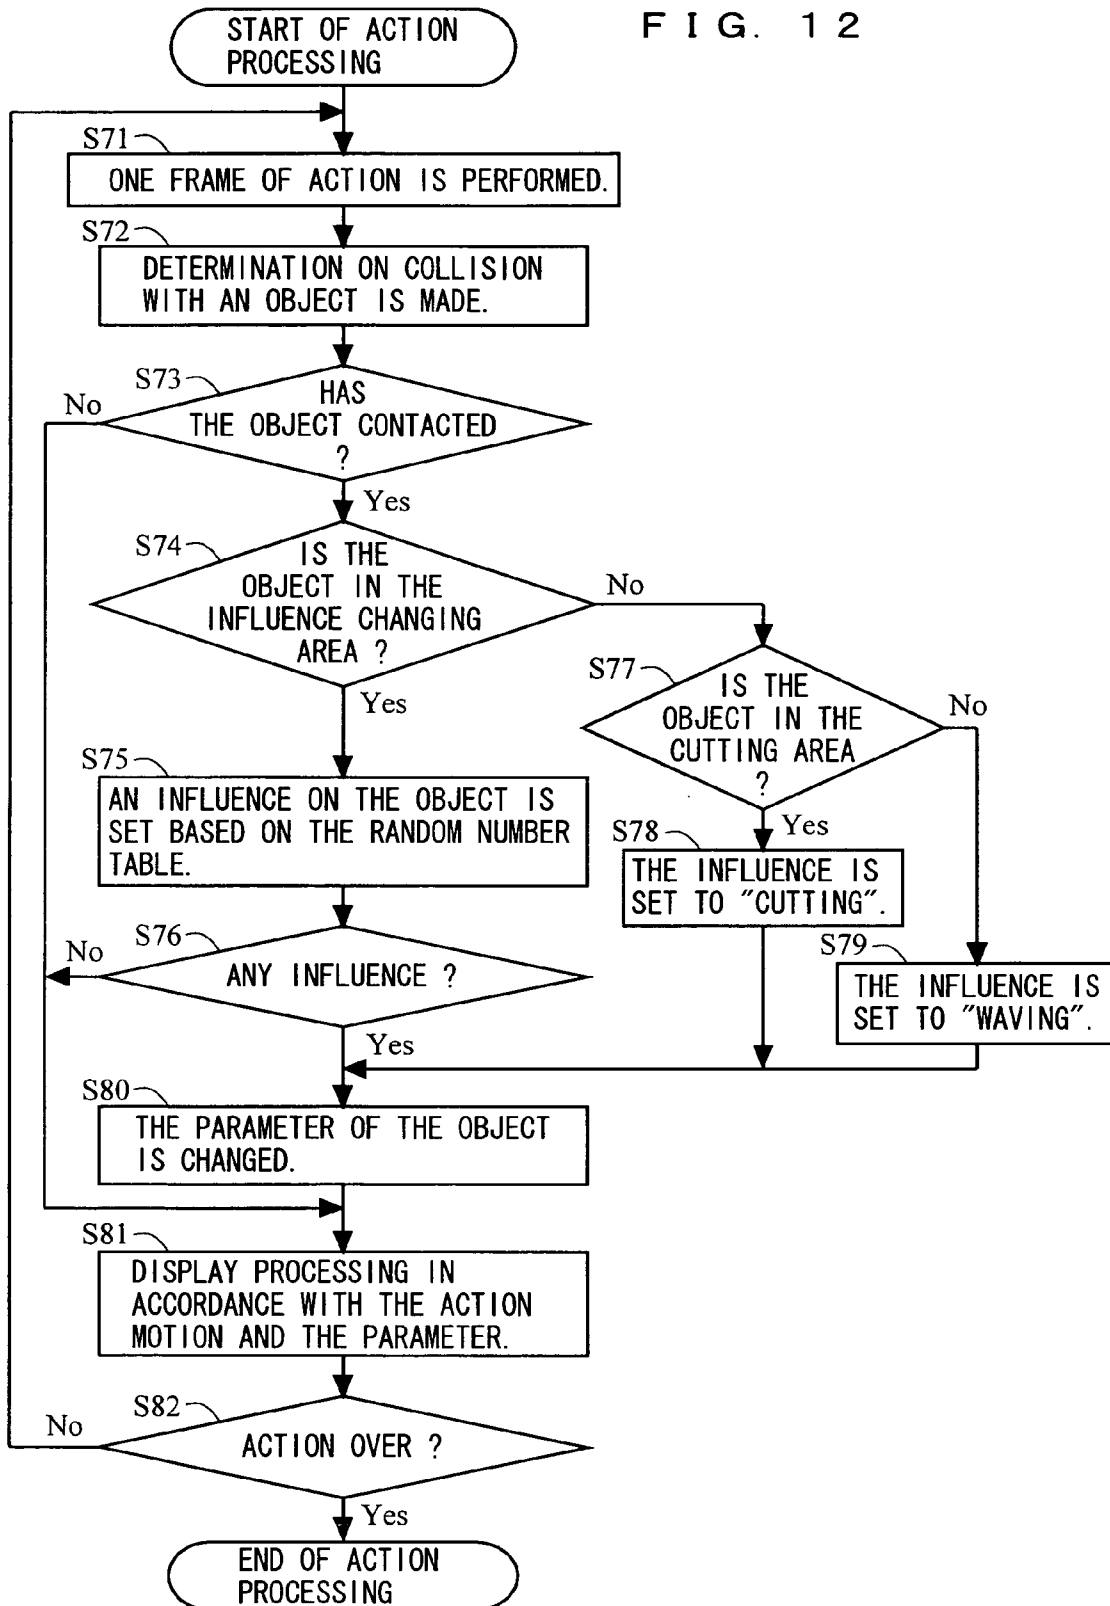 FIG. 12
START OF ACTION
PROCESSING
S71
ONE FRAME OF ACTION IS PERFORMED.
S72
DETERMINATION ON COLLISION
WITH AN OBJECT IS MADE.
S73
HAS
THE OBJECT CONTACTED
?
No
Yes
S74
IS THE
OBJECT IN THE
INFLUENCE CHANGING
AREA ?
No
Yes
S77
IS THE
OBJECT IN THE
CUTTING AREA
?
No
Yes
S75
AN INFLUENCE ON THE OBJECT IS
SET BASED ON THE RANDOM NUMBER
TABLE.
S78
THE INFLUENCE IS
SET TO "CUTTING".
S76
ANY INFLUENCE ?
No
Yes
S79
THE INFLUENCE IS
SET TO "WAVING".
S80
THE PARAMETER OF THE OBJECT
IS CHANGED.
S81
DISPLAY PROCESSING IN
ACCORDANCE WITH THE ACTION
MOTION AND THE PARAMETER.
S82
ACTION OVER ?
No
Yes
END OF ACTION
PROCESSING